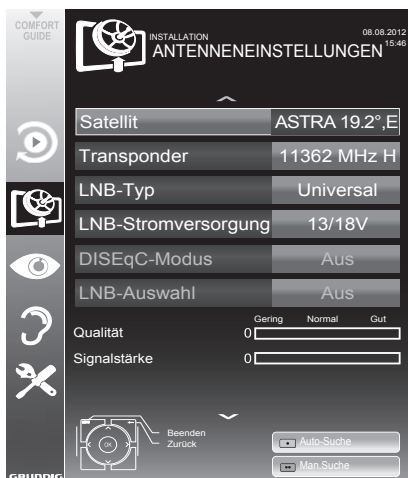 COMFORT
GUIDE
INSTALLATION
ANTENNENEINSTELLUNGEN
08.08.2012
15:46
Satellit ASTRA 19.2°,E
Transponder 11362 MHz H
LNB-Typ Universal
LNB-Stromversorgung 13/18V
DISEqC-Modus Aus
LNB-Auswahl Aus
Gering Normal Gut
Qualität 0
Signalstärke 0
OK
Beenden
Zurück
Auto-Suche
Man.Suche
GRUNDIG